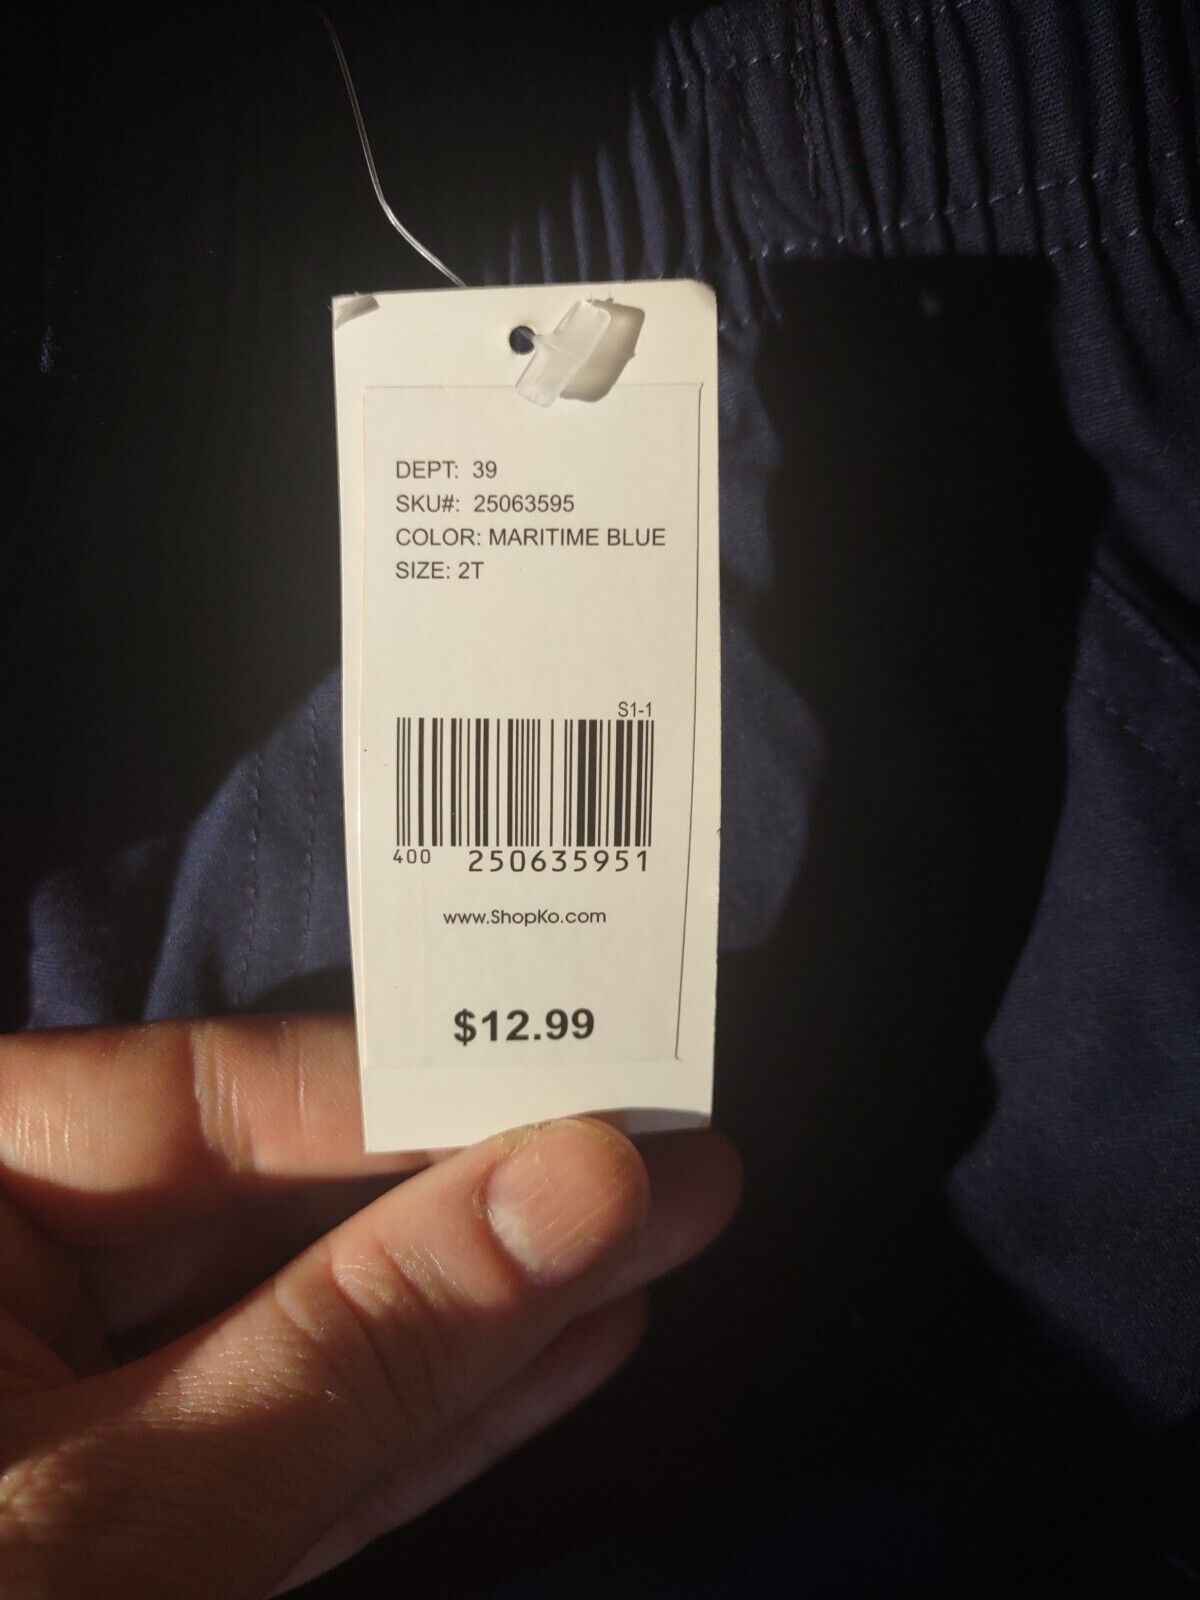 DEPT: 39
SKU#: 25063595
COLOR: MARITIME BLUE
SIZE: 2T
S1-1
400 250635951
www.ShopKo.com
$12.99